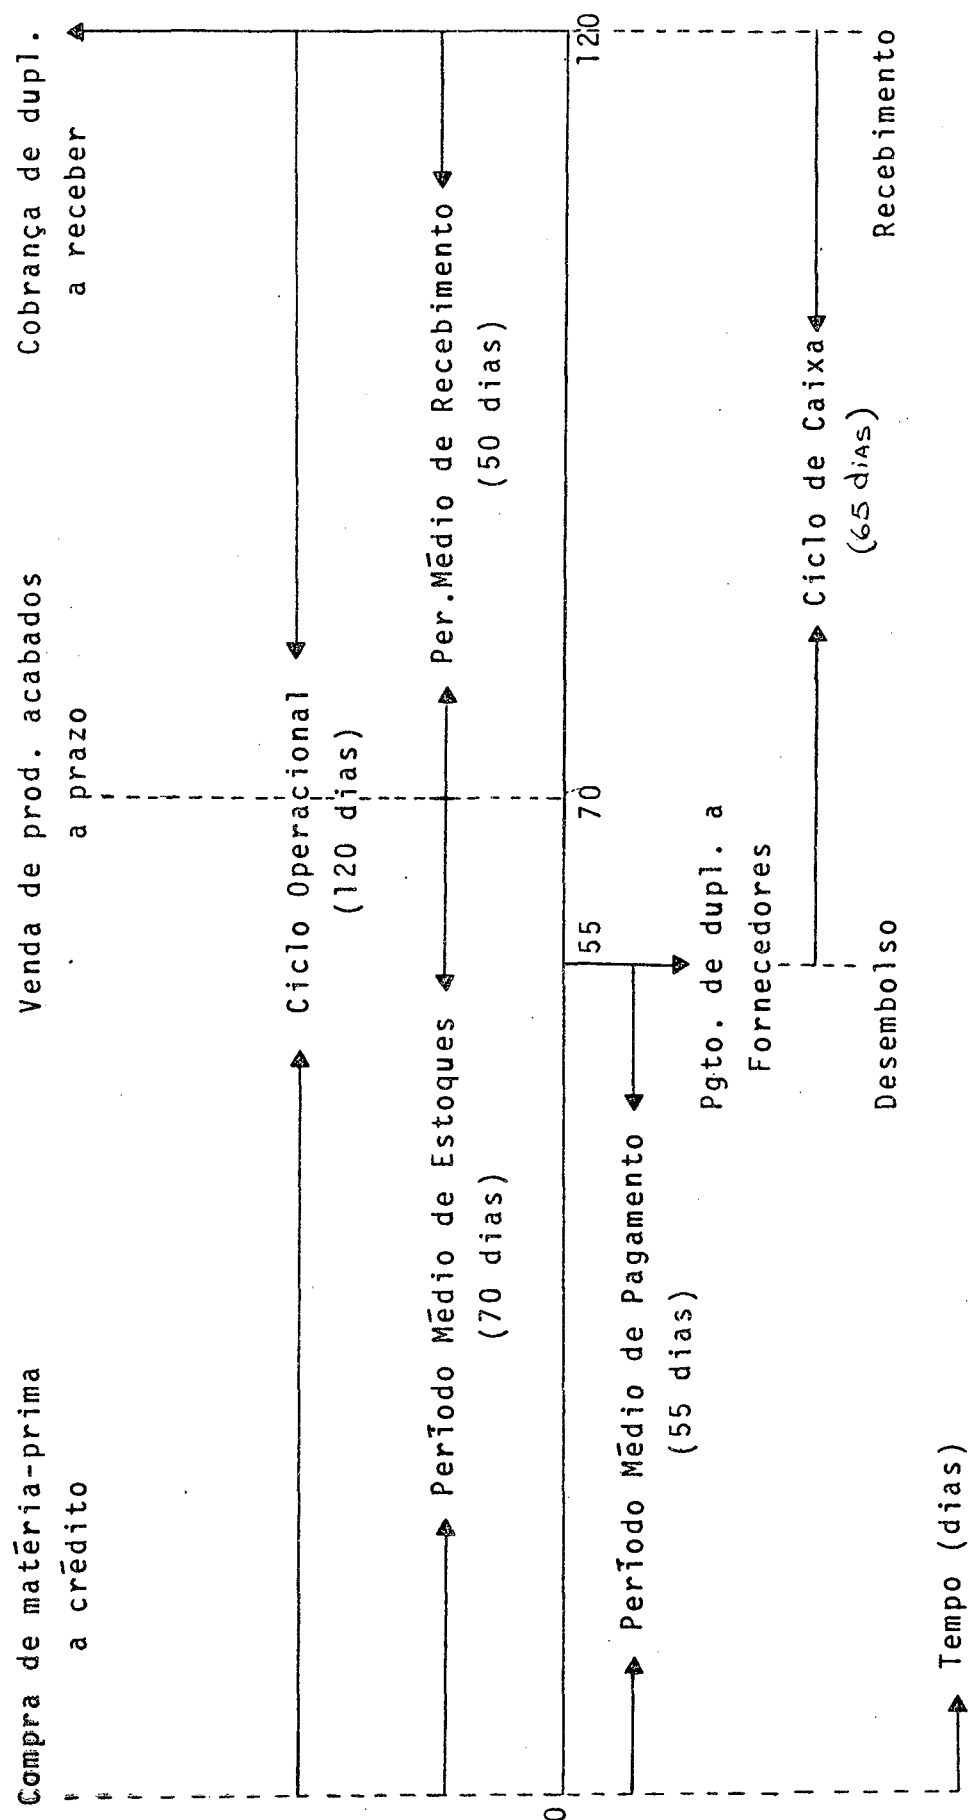 Compra de matéria-prima
a crédito
Venda de prod. acabados
a prazo
Cobrança de dupl.
a receber
Ciclo Operacional
(120 dias)
Período Médio de Estoques
(70 dias)
Per.Médio de Recebimento
(50 dias)
0
55
70
120
Período Médio de Pagamento
(55 dias)
Pgto. de dupl. a
Fornecedores
Ciclo de Caixa
(65 dias)
Desembolso
Recebimento
Tempo (dias)